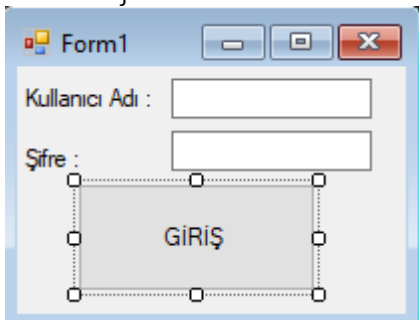 Form1
Kullanıcı Adı :
Şifre :
GİRİŞ